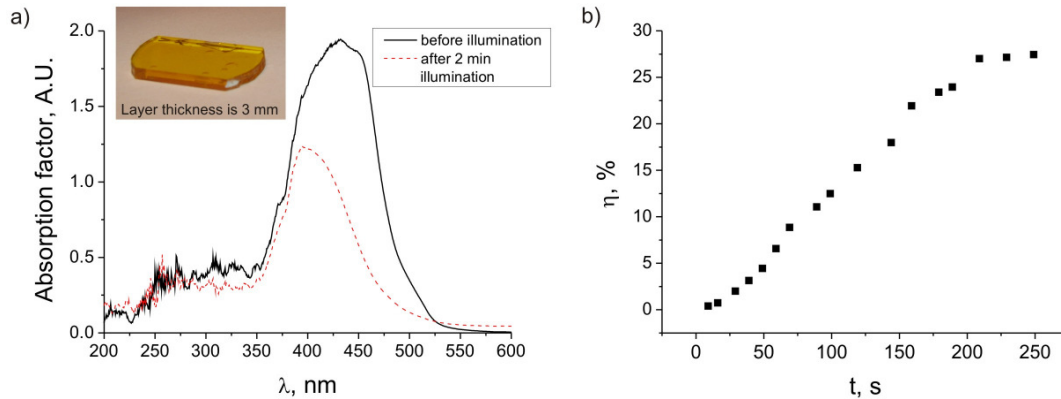 a)
Layer thickness is 3 mm
before illumination
after 2 min
illumination
Absorption factor, A.U.
2.0
1.5
1.0
0.5
0.0
200 250 300 350 400 450 500 550 600
λ, nm
b)
η, %
30
25
20
15
10
5
0
0 50 100 150 200 250
t, s